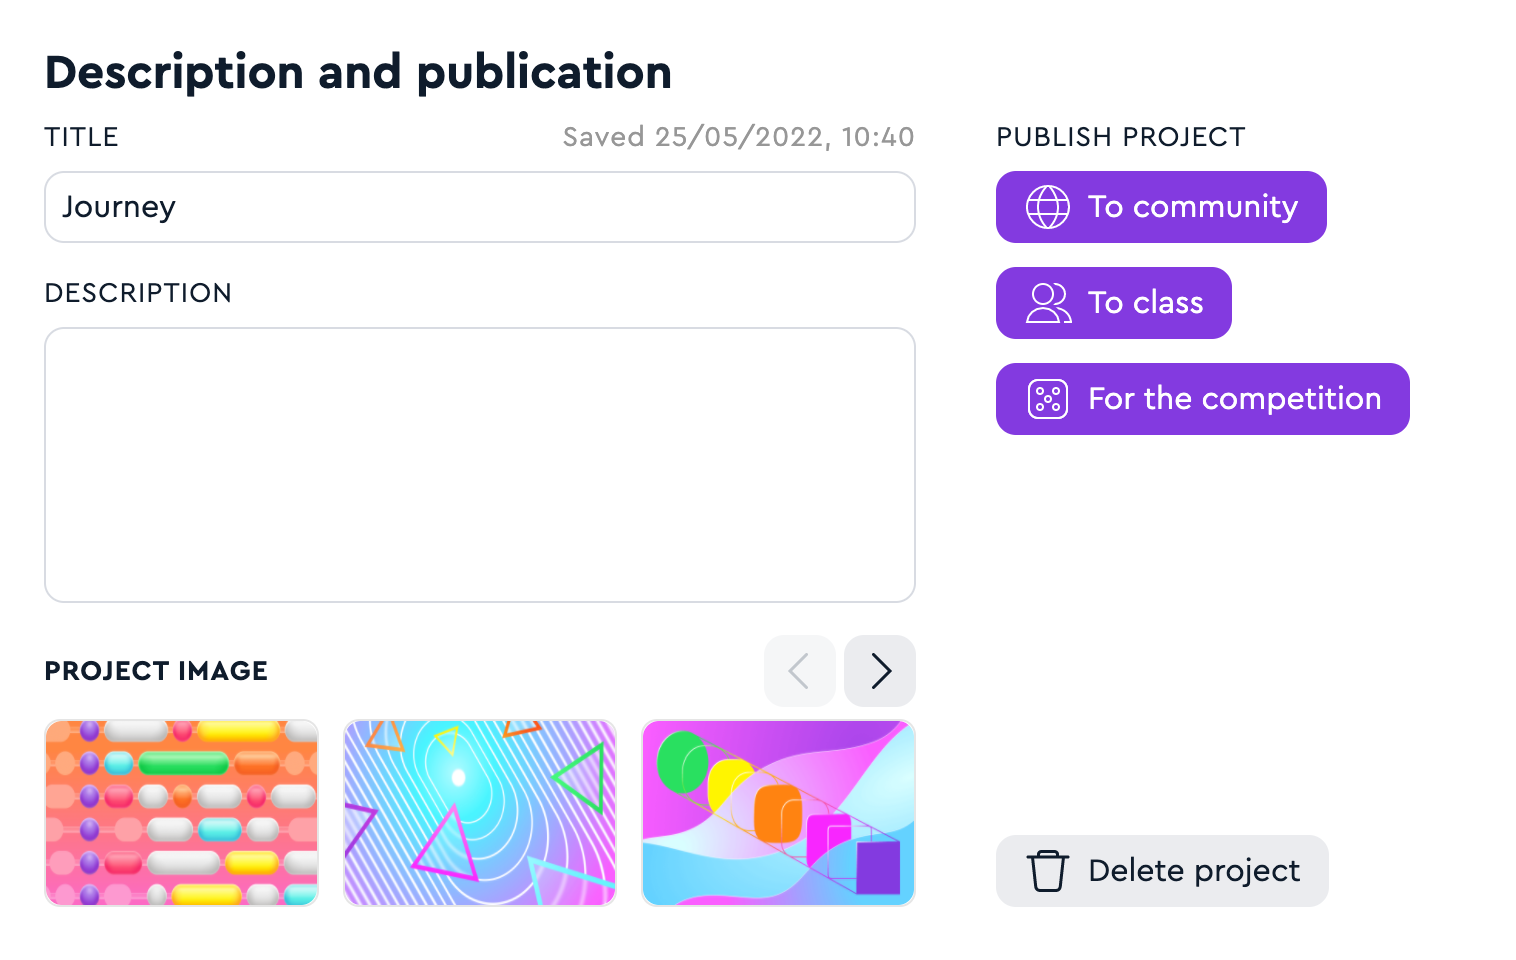 Description and publication
TITLE
Saved 25/05/2022, 10:40
Journey
DESCRIPTION
PROJECT IMAGE
PUBLISH PROJECT
To community
To class
For the competition
Delete project